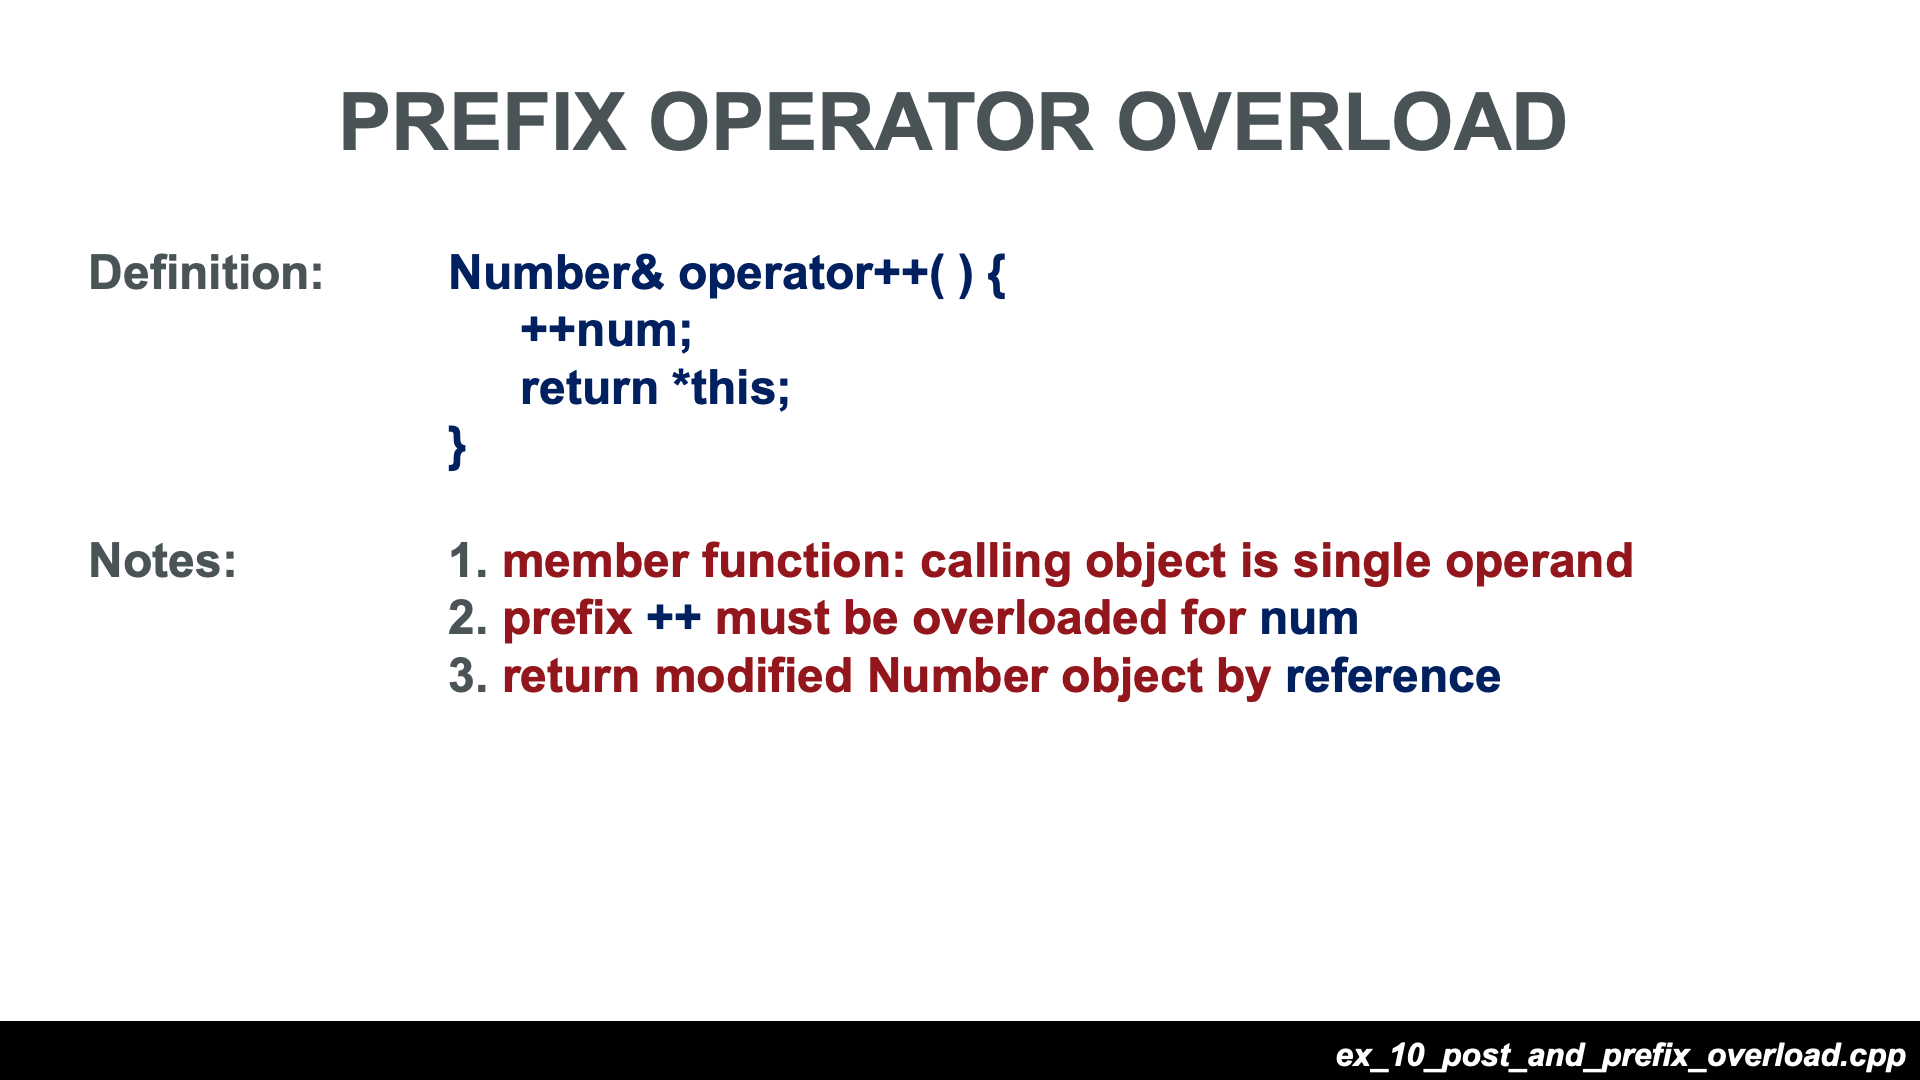 PREFIX OPERATOR OVERLOAD
Definition: Number& operator++( ) {
++num;
return *this;
}
Notes: 1. member function: calling object is single operand
2. prefix ++ must be overloaded for num
3. return modified Number object by reference
ex_10_post_and_prefix_overload.cpp